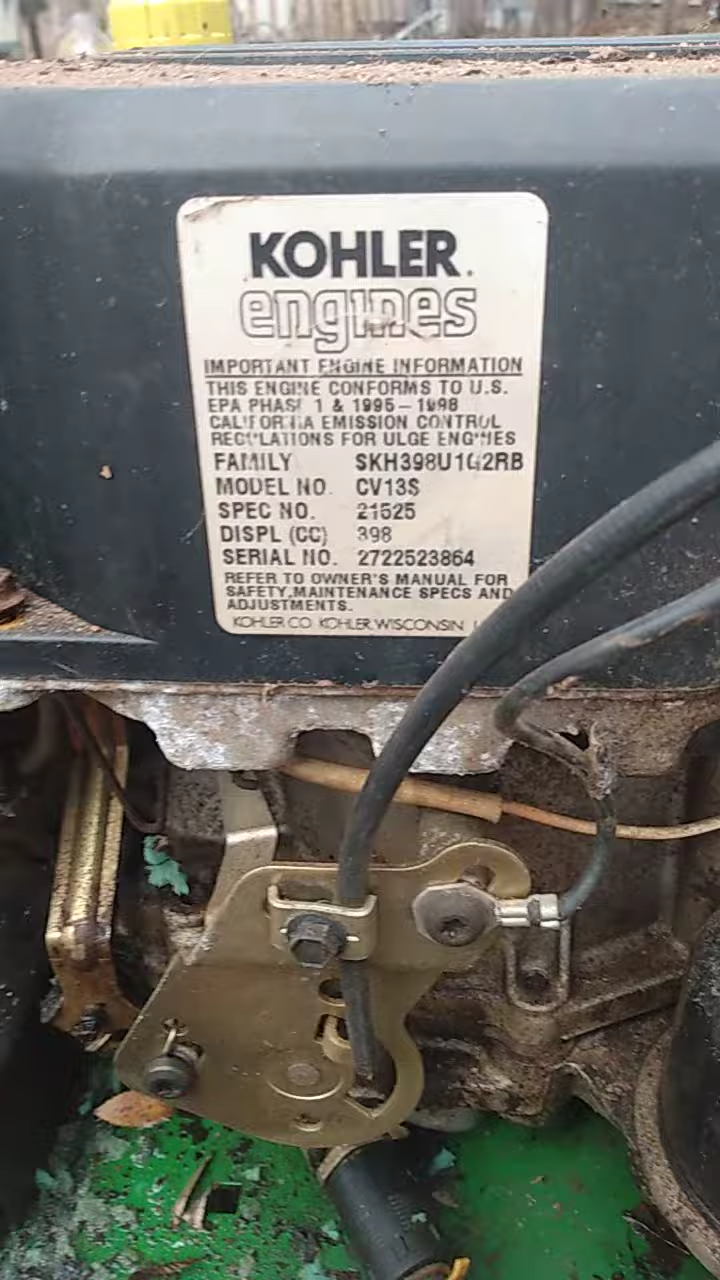 KOHLER.
engines
IMPORTANT ENGINE INFORMATION
THIS ENGINE CONFORMS TO U.S.
EPA PHASE 1 & 1995-1998
CALIFORNIA EMISSION CONTROL
REGULATIONS FOR ULGE ENGINES
FAMILY SKH398U1G2RB
MODEL NO. CV13S
SPEC NO. 21525
DISPL (CC) 398
SERIAL NO. 2722523864
REFER TO OWNER'S MANUAL FOR
SAFETY, MAINTENANCE SPECS AND
ADJUSTMENTS.
KOHLER CO. KOHLER, WISCONSIN